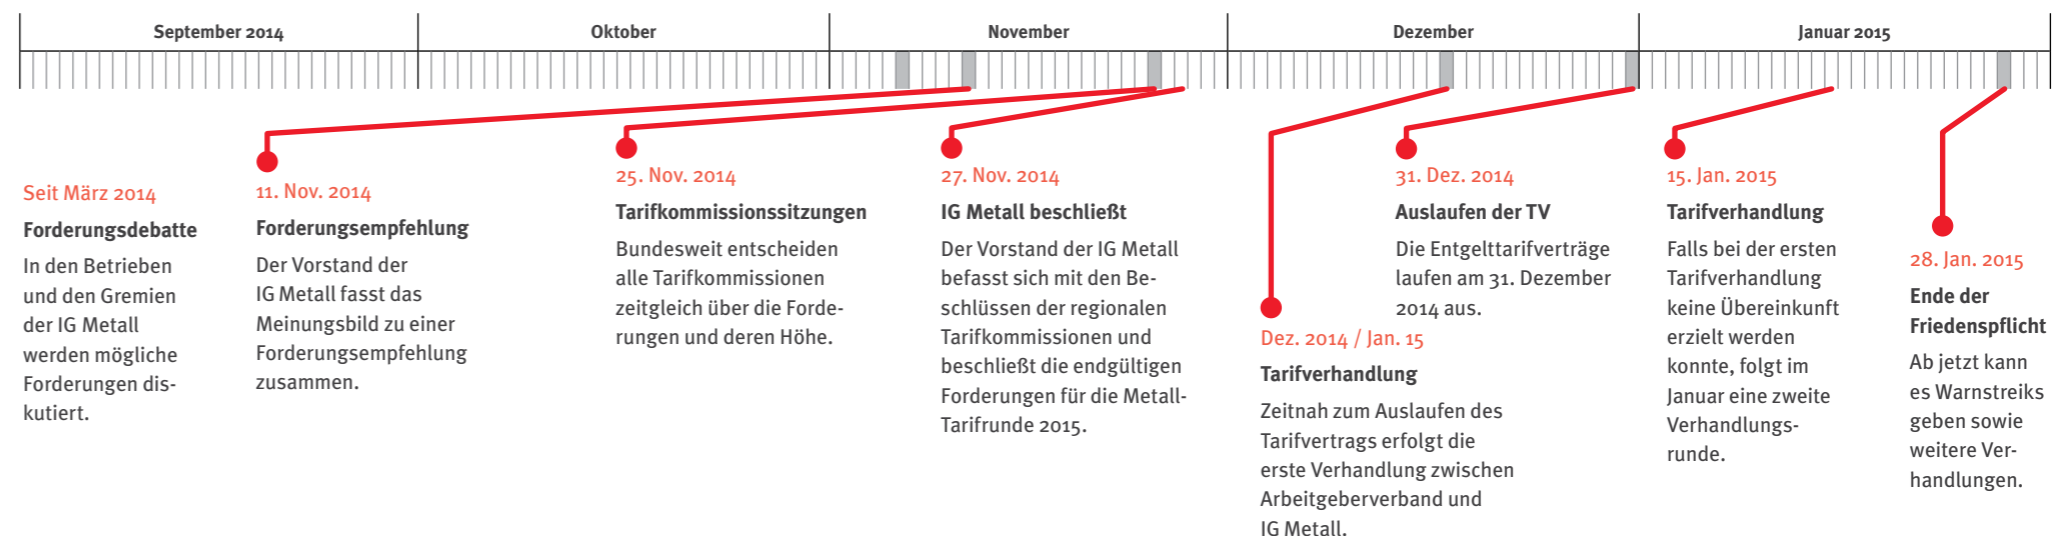 September 2014
Oktober
November
Dezember
Januar 2015
Seit März 2014
Forderungsdebatte
In den Betrieben
und den Gremien
der IG Metall
werden mögliche
Forderungen dis-
kutiert.
11. Nov. 2014
Forderungsempfehlung
Der Vorstand der
IG Metall fasst das
Meinungsbild zu einer
Forderungsempfehlung
zusammen.
25. Nov. 2014
Tarifkommissionssitzungen
Bundesweit entscheiden
alle Tarifkommissionen
zeitgleich über die Forde-
rungen und deren Höhe.
27. Nov. 2014
IG Metall beschließt
Der Vorstand der IG Metall
befasst sich mit den Be-
schlüssen der regionalen
Tarifkommissionen und
beschließt die endgültigen
Forderungen für die Metall-
Tarifrunde 2015.
Dez. 2014 / Jan. 15
Tarifverhandlung
Zeitnah zum Auslaufen des
Tarifvertrags erfolgt die
erste Verhandlung zwischen
Arbeitgeberverband und
IG Metall.
31. Dez. 2014
Auslaufen der TV
Die Entgelttarifverträge
laufen am 31. Dezember
2014 aus.
15. Jan. 2015
Tarifverhandlung
Falls bei der ersten
Tarifverhandlung
keine Übereinkunft
erzielt werden
konnte, folgt im
Januar eine zweite
Verhandlungs-
runde.
28. Jan. 2015
Ende der
Friedenspflicht
Ab jetzt kann
es Warnstreiks
geben sowie
weitere Ver-
handlungen.